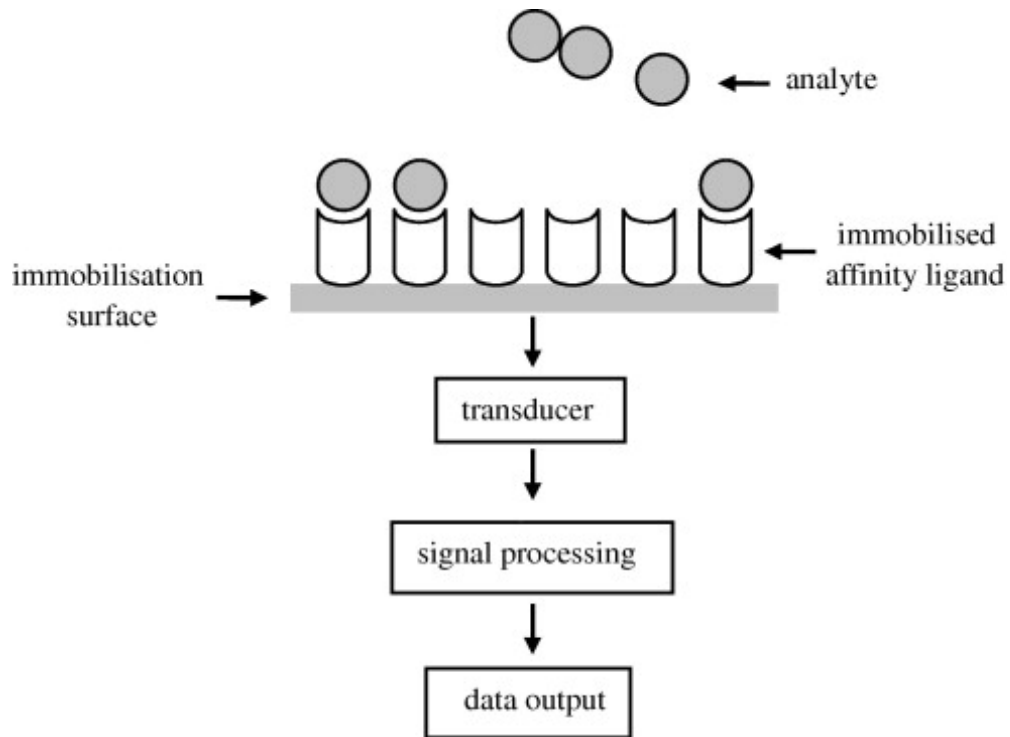 analyte
immobilised
affinity ligand
immobilisation
surface
transducer
signal processing
data output